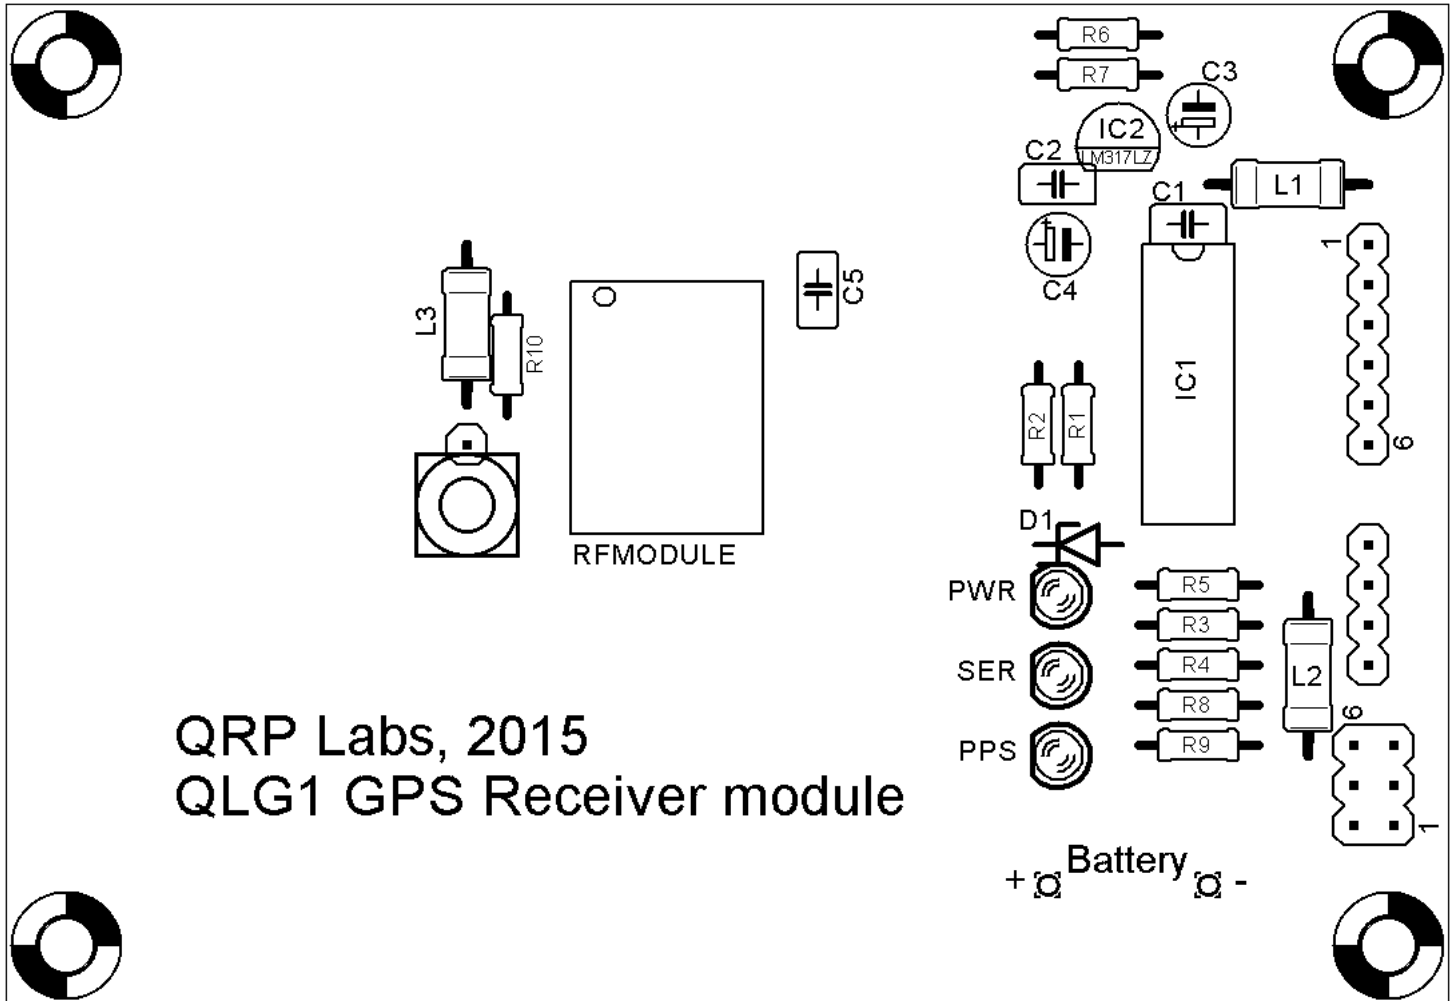 R6
R7
C3
IC2
LM317LZ
C2
C1
L1
C4
1
C5
L3
R10
IC1
R2
R1
6
D1
RFMODULE
PWR
R5
R3
SER
R4
L2
R8
6
PPS
R9
QRP Labs, 2015
QLG1 GPS Receiver module
1
Battery
+ -